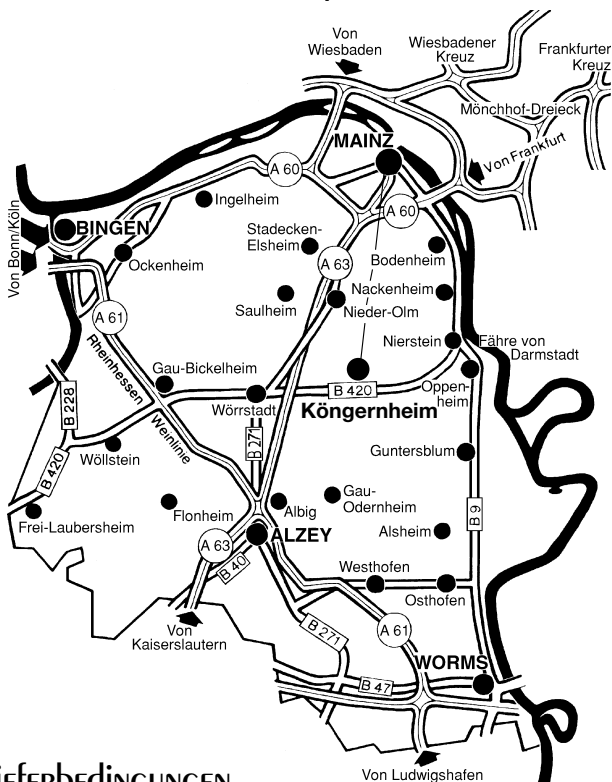 Von
Wiesbaden
Wiesbadener
Kreuz
Frankfurter
Kreuz
Mönchhof-Dreieck
MAINZ
Von Frankfurt
A 60
Ingelheim
A 60
BINGEN
Von Bonn/Köln
Stadecken-
Elsheim
Bodenheim
Ockenheim
A 63
Nackenheim
Saulheim
Nieder-Olm
A 61
Nierstein
Fähre von
Darmstadt
Rheinhessen
Weinlinie
Gau-Bickelheim
B 420
Oppen-
heim
B 228
Wörrstadt
Köngernheim
B 271
Wöllstein
Guntersblum
B 420
Gau-
Odernheim
Albig
Flonheim
B 9
Frei-Laubersheim
ALZEY
Alsheim
A 63
B 40
Westhofen
Osthofen
Von
Kaiserslautern
B 271
A 61
WORMS
B 47
Von Ludwigshafen
ieferbedingungen